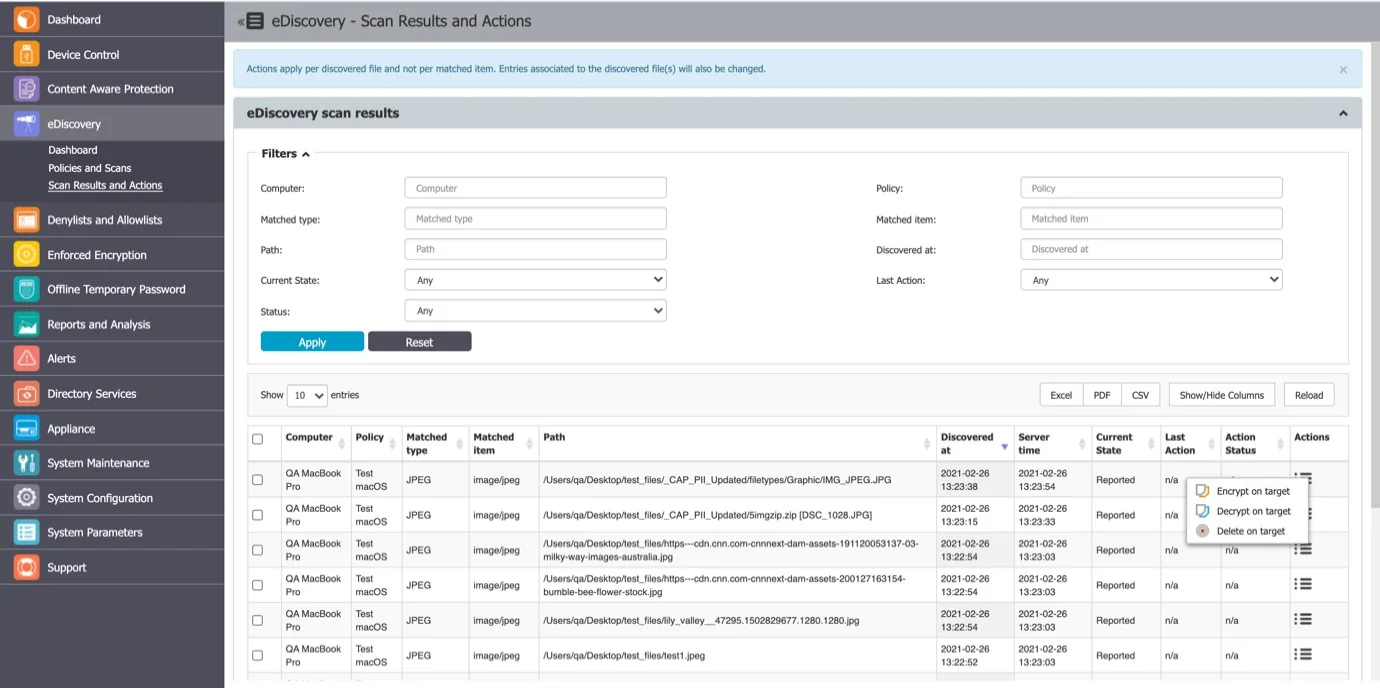 Dashboard
Device Control
Content Aware Protection
eDiscovery
Dashboard
Policies and Scans
Scan Results and Actions
Denylists and Allowlists
Enforced Encryption
Offline Temporary Password
Reports and Analysis
Alerts
Directory Services
Appliance
System Maintenance
System Configuration
System Parameters
Support
eDiscovery - Scan Results and Actions
Actions apply per discovered file and not per matched item. Entries associated to the discovered file(s) will also be changed.
eDiscovery scan results
Filters
Computer: Computer Policy: Policy
Matched type: Matched type Matched item: Matched item
Path: Path Discovered at: Discovered at
Current State: Any Last Action: Any
Status: Any
Apply Reset
Show 10 entries Excel PDF CSV Show/Hide Columns Reload
Computer Policy Matched type Matched item Path Discovered at Server time Current State Last Action Action Status Actions
QA MacBook Pro Test macOS JPEG image/jpeg /Users/qa/Desktop/test_files/_CAP_PII_Updated/filetypes/Graphic/IMG_JPEG.JPG 2021-02-26 13:23:38 2021-02-26 13:23:54 Reported n/a
Encrypt on target
Decrypt on target
Delete on target
QA MacBook Pro Test macOS JPEG image/jpeg /Users/qa/Desktop/test_files/_CAP_PII_Updated/5imgzip.zip [DSC_1028.JPG] 2021-02-26 13:23:15 2021-02-26 13:23:33 Reported n/a
QA MacBook Pro Test macOS JPEG image/jpeg /Users/qa/Desktop/test_files/https---cdn.cnn.com-cnnnext-dam-assets-191120053137-03-milky-way-images-australia.jpg 2021-02-26 13:22:54 2021-02-26 13:23:03 Reported n/a n/a
QA MacBook Pro Test macOS JPEG image/jpeg /Users/qa/Desktop/test_files/https---cdn.cnn.com-cnnnext-dam-assets-200127163154-bumble-bee-flower-stock.jpg 2021-02-26 13:22:54 2021-02-26 13:23:03 Reported n/a n/a
QA MacBook Pro Test macOS JPEG image/jpeg /Users/qa/Desktop/test_files/lily_valley__47295.1502829677.1280.1280.jpg 2021-02-26 13:22:54 2021-02-26 13:23:03 Reported n/a n/a
QA MacBook Pro Test macOS JPEG image/jpeg /Users/qa/Desktop/test_files/test1.jpeg 2021-02-26 13:22:52 2021-02-26 13:23:03 Reported n/a n/a